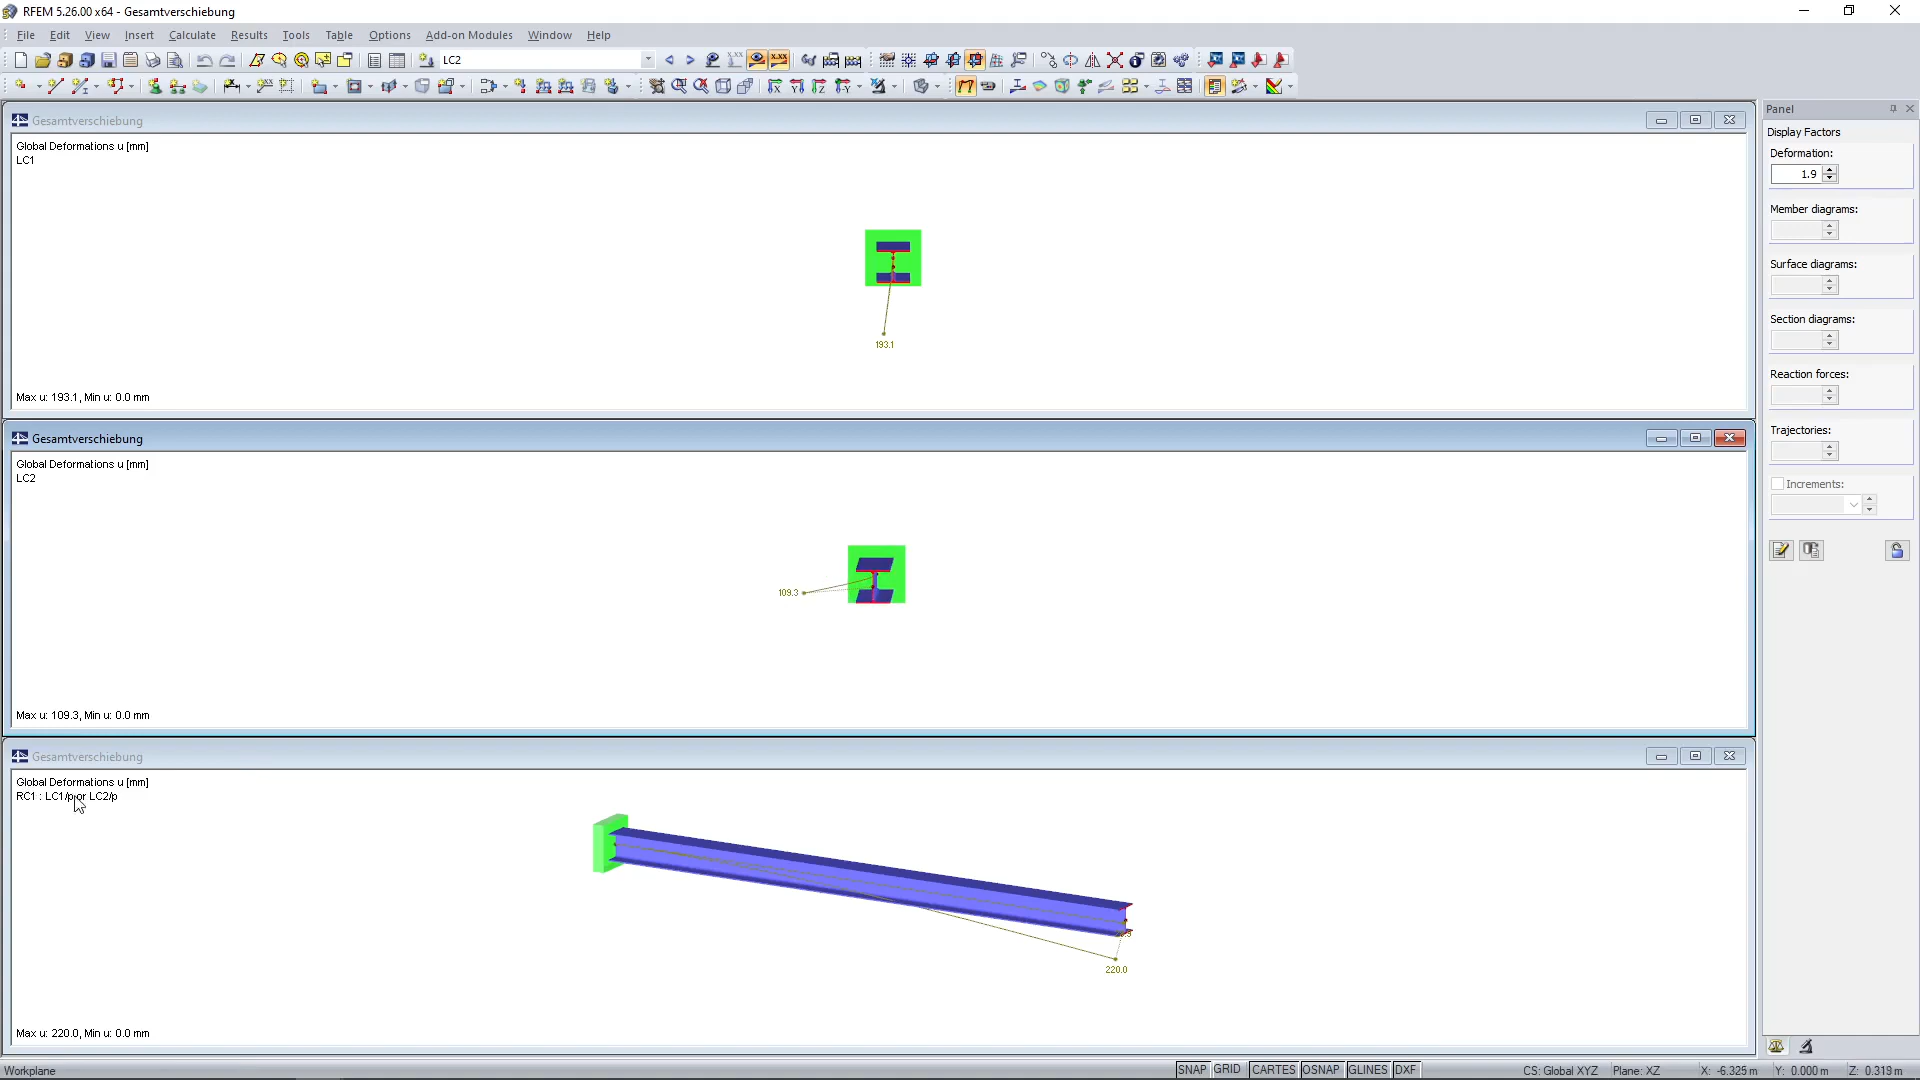 RFEM 5.26.00 x64 - Gesamtverschiebung
File Edit View Insert Calculate Results Tools Table Options Add-on Modules Window Help
LC2
Gesamtverschiebung
Global Deformations u [mm]
LC1
193.1
Max u: 193.1, Min u: 0.0 mm
Gesamtverschiebung
Global Deformations u [mm]
LC2
109.3
Max u: 109.3, Min u: 0.0 mm
Gesamtverschiebung
Global Deformations u [mm]
RC1 : LC1/p or LC2/p
220.0
Max u: 220.0, Min u: 0.0 mm
Panel
Display Factors
Deformation:
1.9
Member diagrams:
Surface diagrams:
Section diagrams:
Reaction forces:
Trajectories:
Increments:
Workplane
SNAP GRID CARTES OSNAP GLINES DXF
CS: Global XYZ Plane: XZ X: -6.325 m Y: 0.000 m Z: 0.319 m